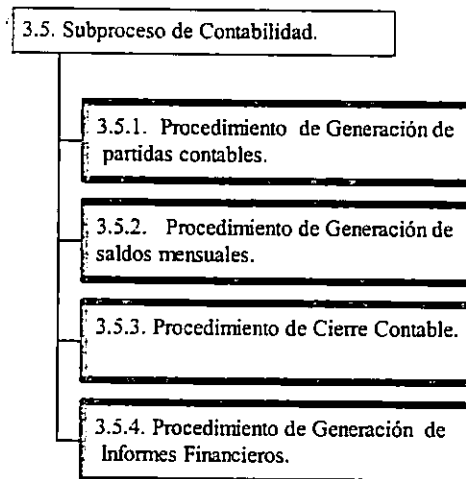 3.5. Subproceso de Contabilidad.
3.5.1. Procedimiento de Generación de
partidas contables.
3.5.2. Procedimiento de Generación de
saldos mensuales.
3.5.3. Procedimiento de Cierre Contable.
3.5.4. Procedimiento de Generación de
Informes Financieros.